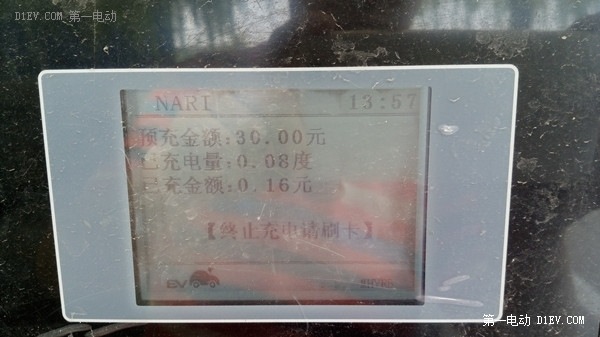 D1EV.COM 第一电动
NARI 13:57
预充金额:30.00元
已充电量:0.08度
已充金额:0.16元
【终止充电请刷卡】
EV
第一电动 D1EV.COM